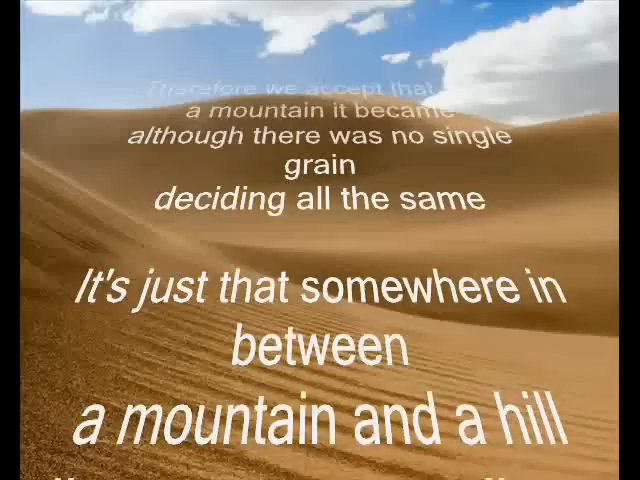 Therefore we accept that
a mountain it became
although there was no single
grain
deciding all the same
It's just that somewhere in
between
a mountain and a hill